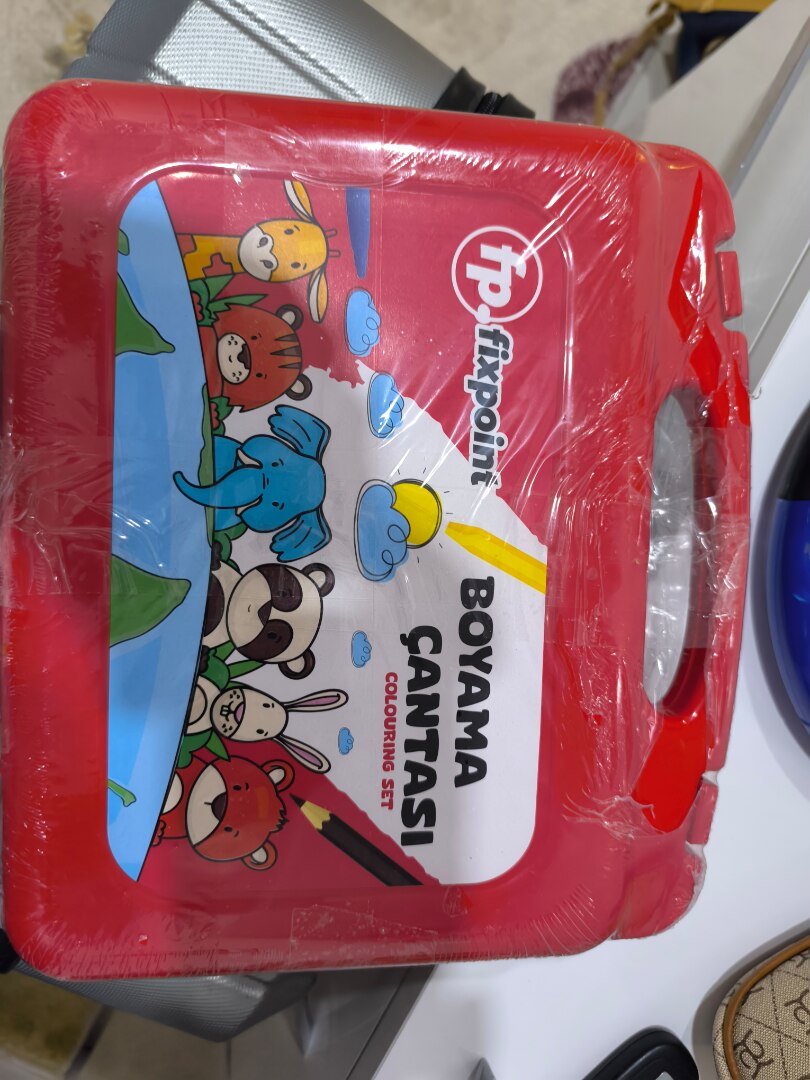 fp.
fixpoint
BOYAMA
ÇANTASI
COLOURING SET